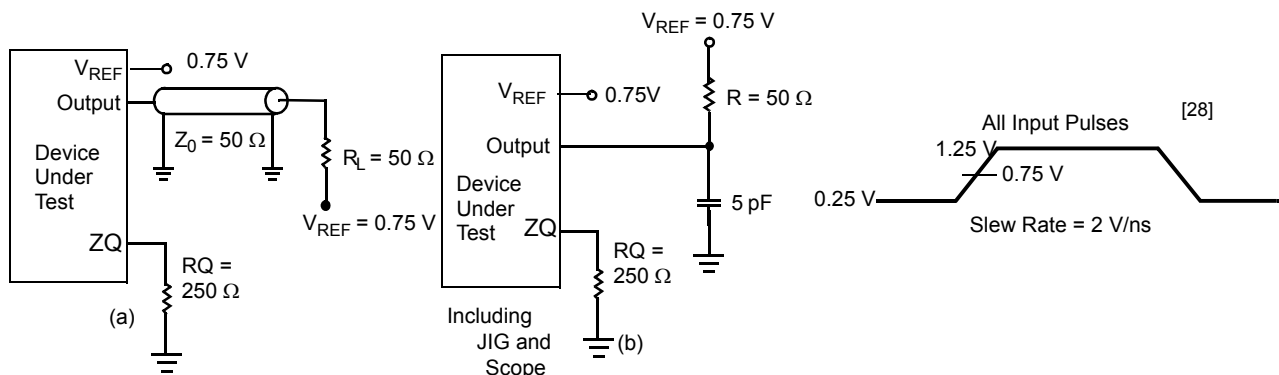 V_REF
0.75 V
Output
Z₀ = 50 Ω
Device
Under
Test
R_L = 50 Ω
V_REF = 0.75 V
ZQ
RQ =
250 Ω
(a)
V_REF = 0.75 V
V_REF
0.75V
R = 50 Ω
Output
Device
Under
Test
5 pF
ZQ
RQ =
250 Ω
Including
JIG and
Scope
(b)
[28]
All Input Pulses
1.25 V
0.75 V
0.25 V
Slew Rate = 2 V/ns